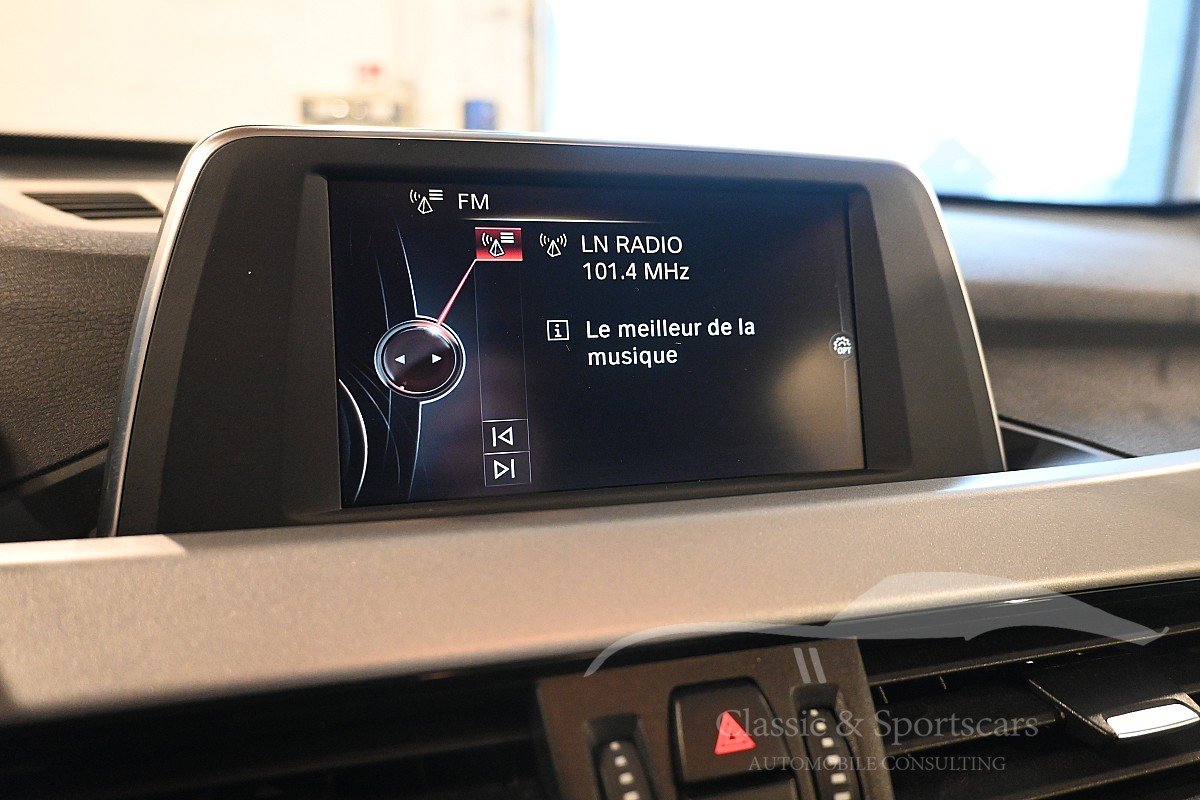 FM
LN RADIO
101.4 MHz
Le meilleur de la
musique
OPT
Classic & Sportscars
AUTOMOBILE CONSULTING